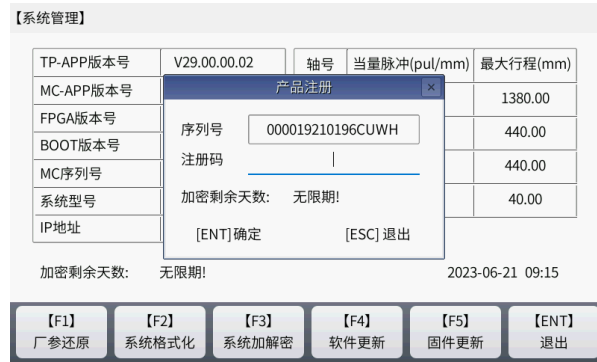 【系统管理】
TP-APP版本号 V29.00.00.02 轴号 当量脉冲(pul/mm) 最大行程(mm)
MC-APP版本号 1380.00
FPGA版本号 440.00
BOOT版本号
MC序列号 440.00
系统型号 40.00
IP地址
产品注册 ×
序列号 000019210196CUWH
注册码
加密剩余天数: 无限期!
[ENT]确定 [ESC] 退出
加密剩余天数: 无限期! 2023-06-21 09:15
【F1】 【F2】 【F3】 【F4】 【F5】 【ENT】
厂参还原 系统格式化 系统加解密 软件更新 固件更新 退出